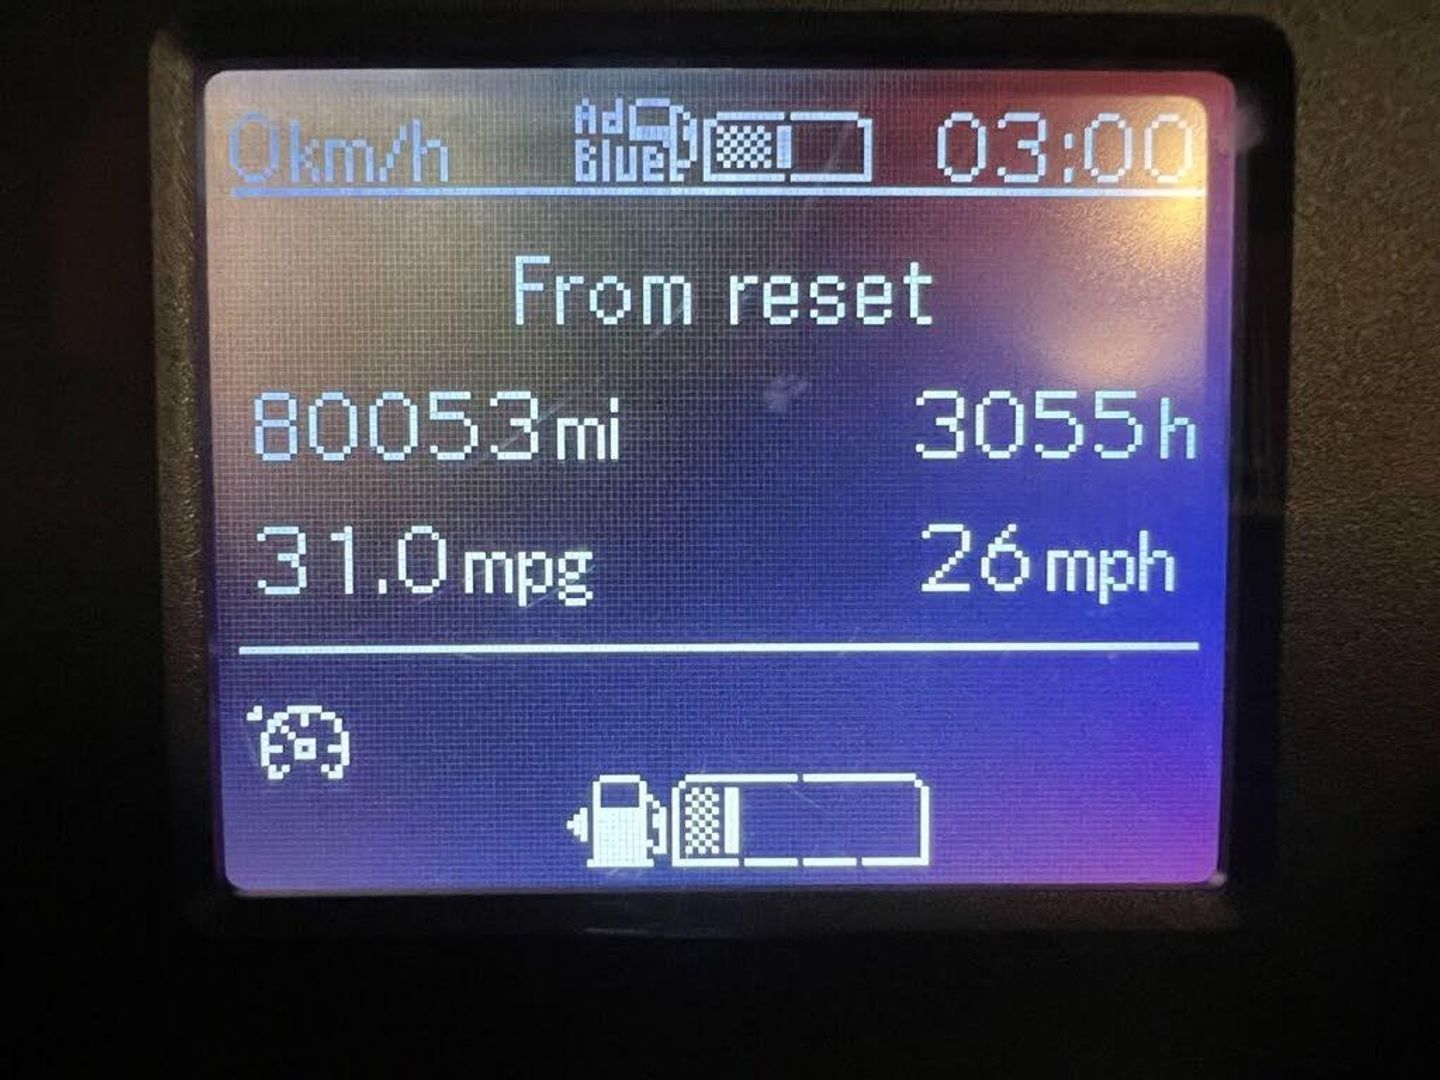 0km/h Ad Blue 03:00
From reset
80053mi 3055h
31.0mpg 26mph